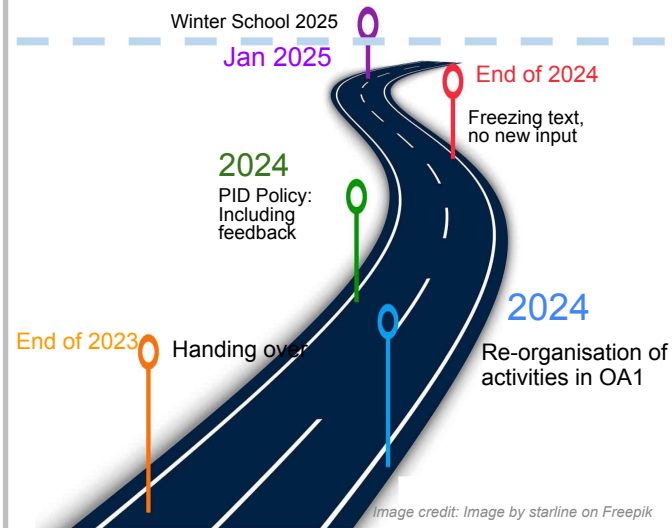 Winter School 2025
Jan 2025
End of 2024
Freezing text,
no new input
2024
PID Policy:
Including
feedback
2024
Re-organisation of
activities in OA1
End of 2023
Handing over
Image credit: Image by starline on Freepik